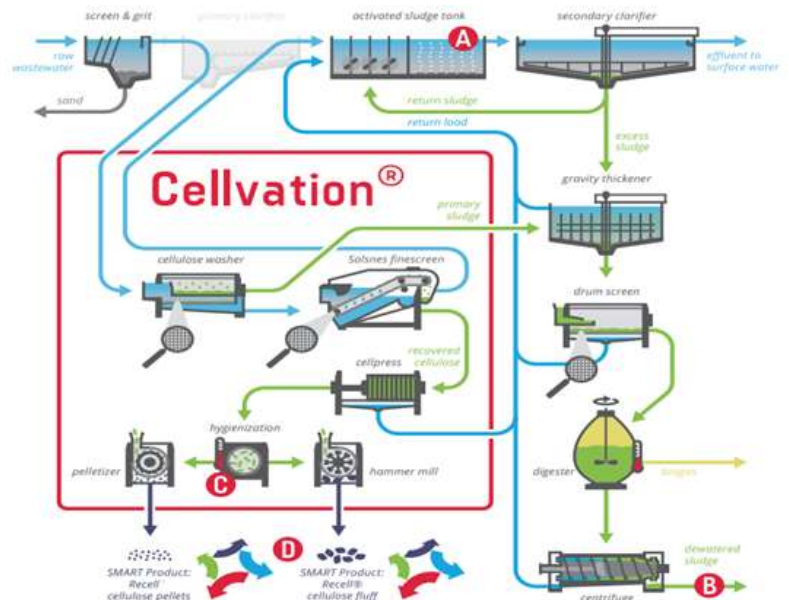 screen & grit
primary clarifier
activated sludge tank
secondary clarifier
A
raw
wastewater
effluent to
surface water
sand
return sludge
return load
excess
sludge
Cellvation®
gravity thickener
primary
sludge
cellulose washer
Solsnes finescreen
drum screen
recovered
cellulose
cellpress
hygienization
pelletizer
hammer mill
C
digester
biogas
D
dewatered
sludge
SMART Product:
Recell
cellulose pellets
SMART Product:
Recell®
cellulose fluff
B
centrifuge